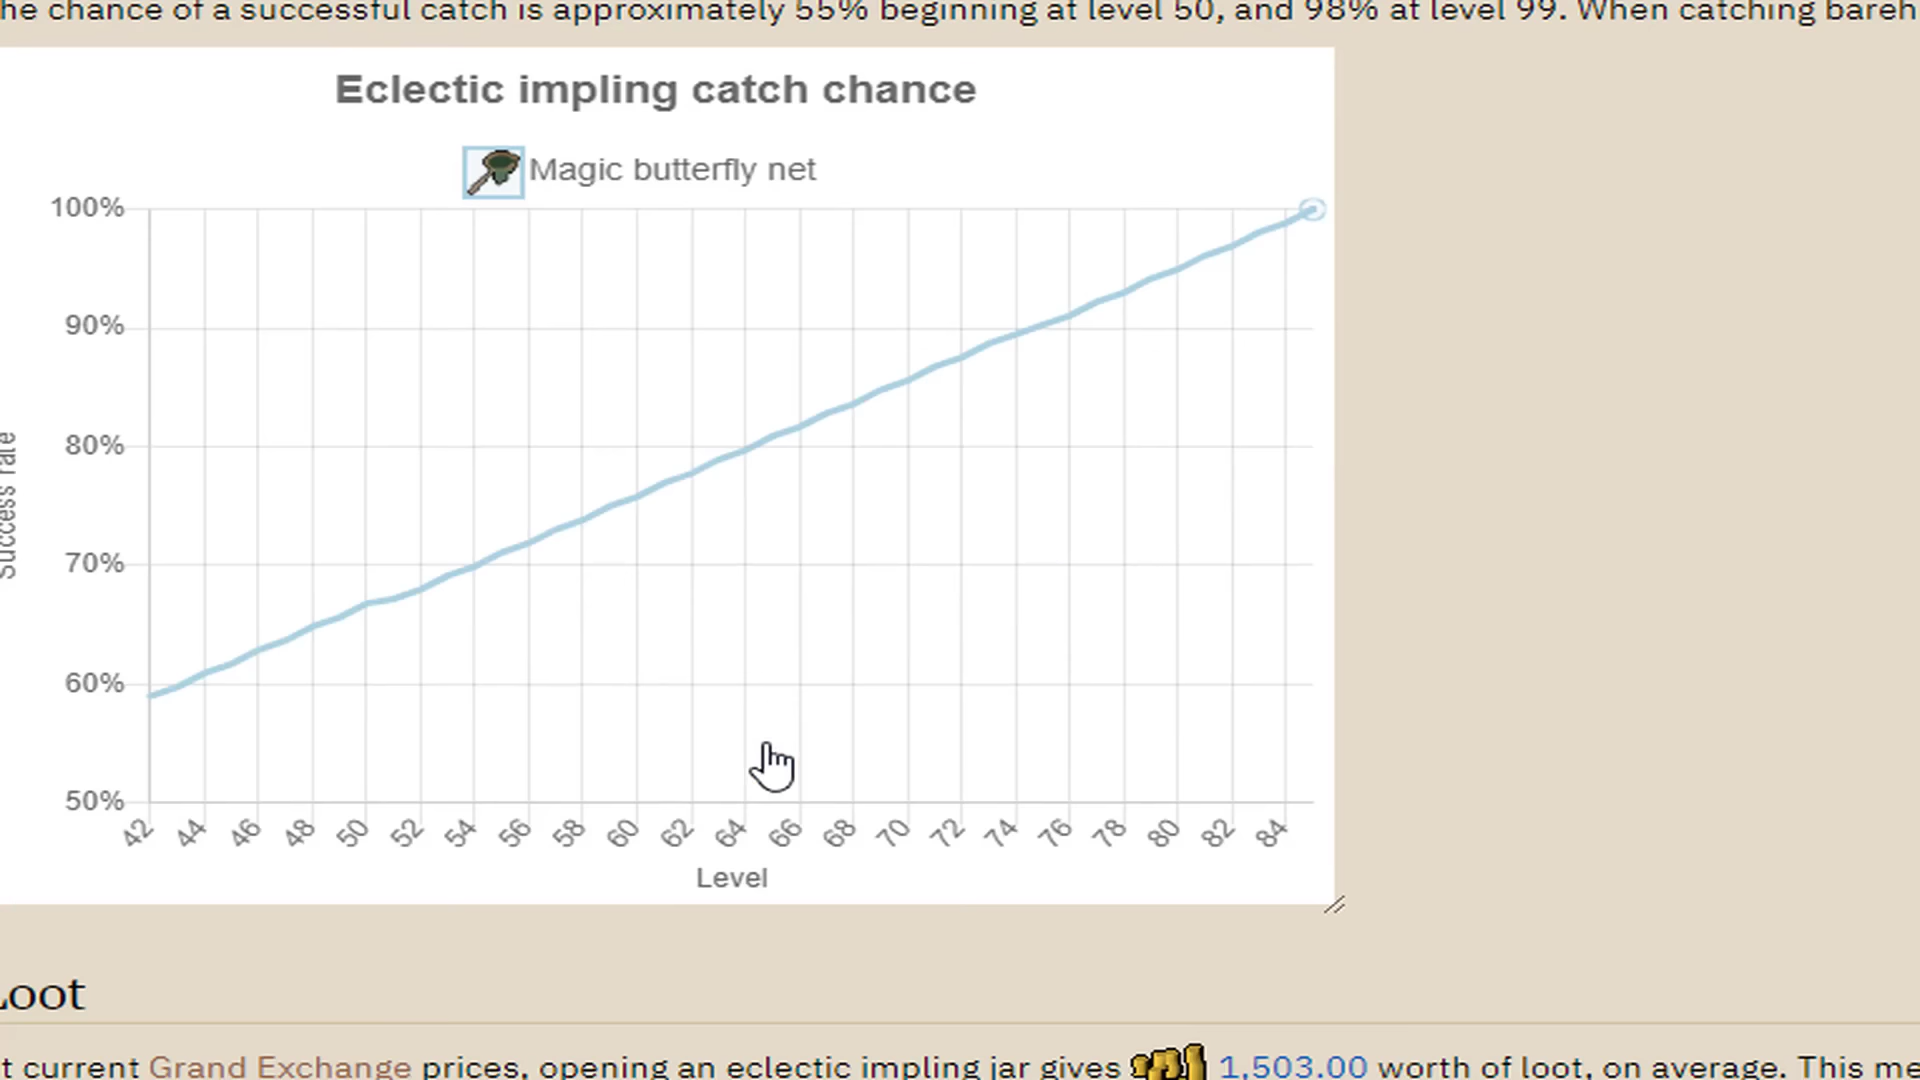 he chance of a successful catch is approximately 55% beginning at level 50, and 98% at level 99. When catching bareh
Eclectic impling catch chance
Magic butterfly net
100%
90%
80%
70%
60%
50%
Success rate
42 44 46 48 50 52 54 56 58 60 62 64 66 68 70 72 74 76 78 80 82 84
Level
Loot
t current Grand Exchange prices, opening an eclectic impling jar gives 1,503.00 worth of loot, on average. This me